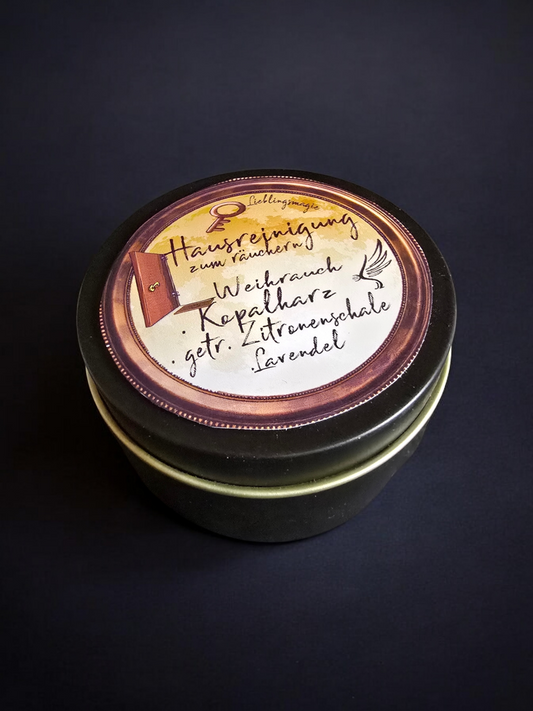 Lieblingsmagie
Hausreinigung
zum räuchern
Weihrauch
. Kopalharz
. getr. Zitronenschale
.Lavendel